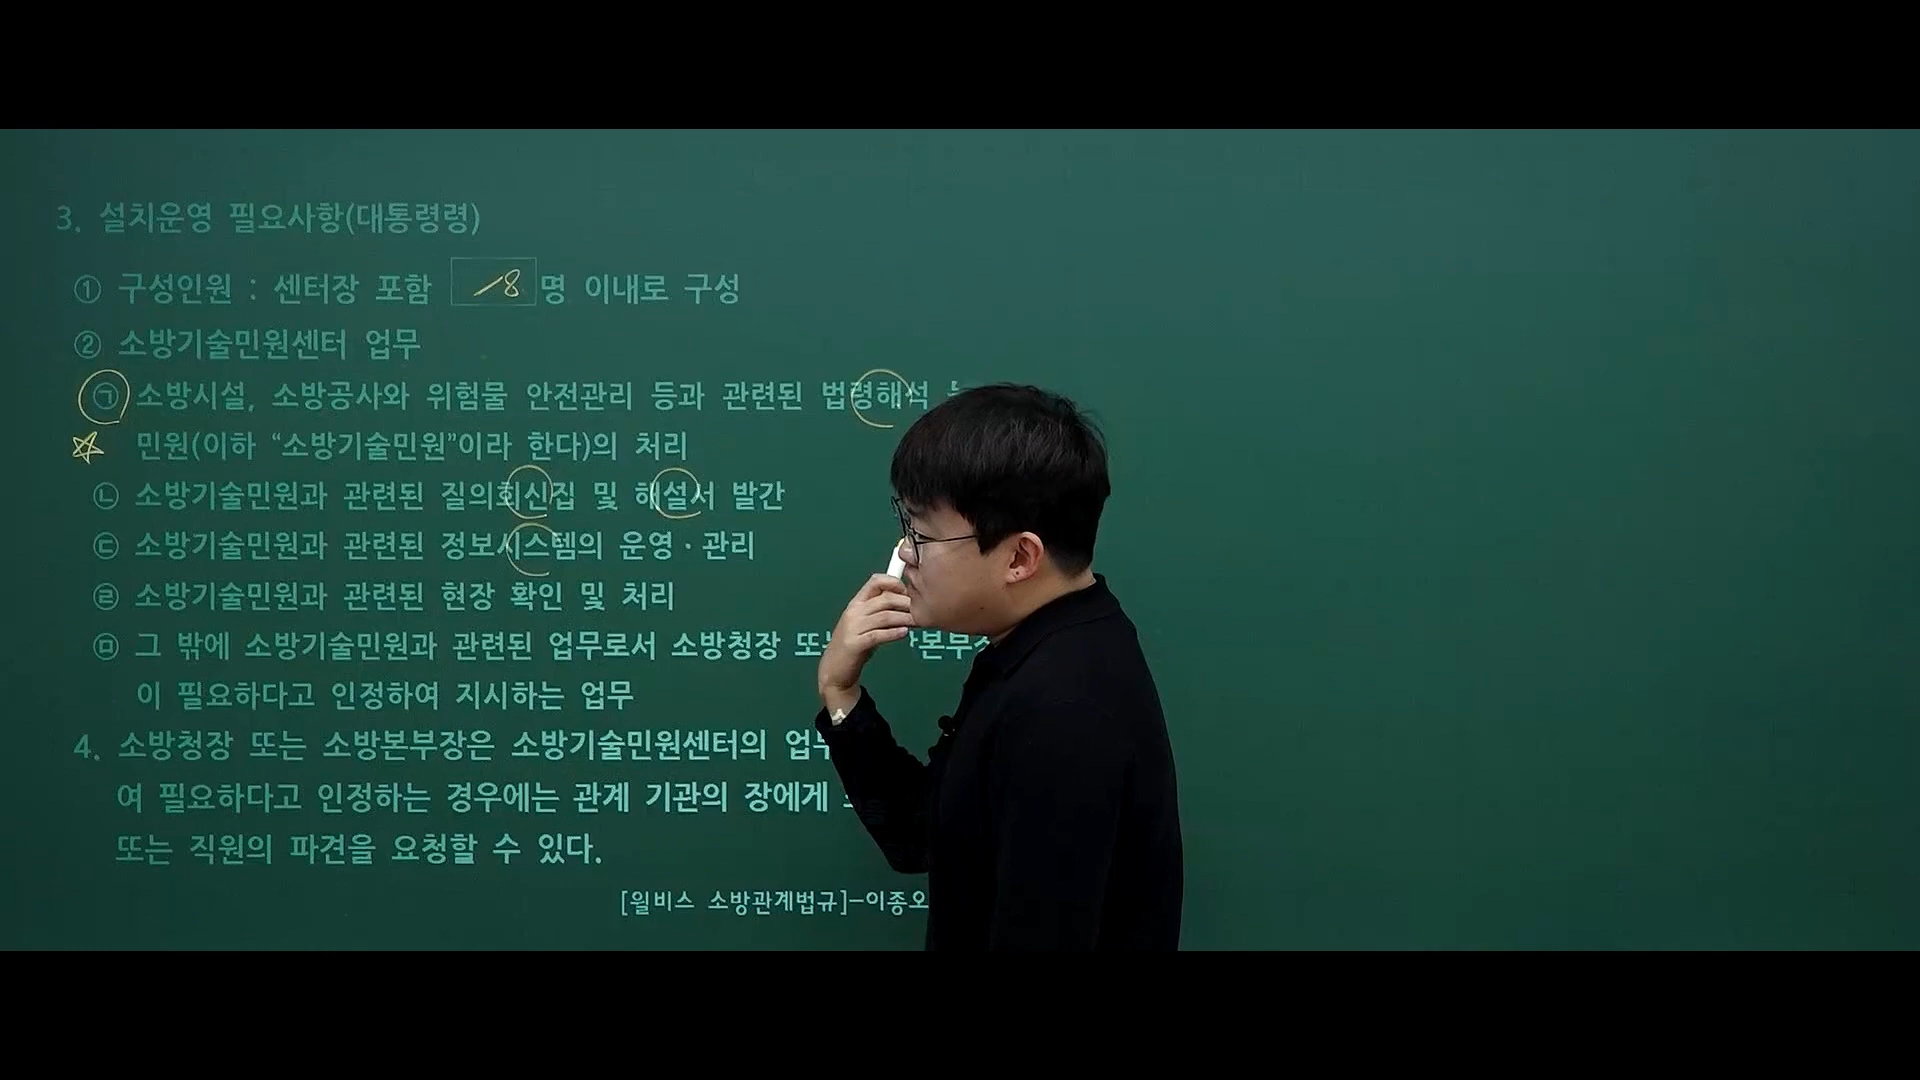 3. 설치운영 필요사항(대통령령)
① 구성인원 : 센터장 포함 18명 이내로 구성
② 소방기술민원센터 업무
㉠ 소방시설, 소방공사와 위험물 안전관리 등과 관련된 법령해석
☆ 민원(이하 “소방기술민원”이라 한다)의 처리
㉡ 소방기술민원과 관련된 질의회신집 및 해설서 발간
㉢ 소방기술민원과 관련된 정보시스템의 운영·관리
㉣ 소방기술민원과 관련된 현장 확인 및 처리
㉤ 그 밖에 소방기술민원과 관련된 업무로서 소방청장 본부
이 필요하다고 인정하여 지시하는 업무
4. 소방청장 또는 소방본부장은 소방기술민원센터의
여 필요하다고 인정하는 경우에는 관계 기관의 장에게
또는 직원의 파견을 요청할 수 있다.
[윌비스 소방관계법규]-이종오